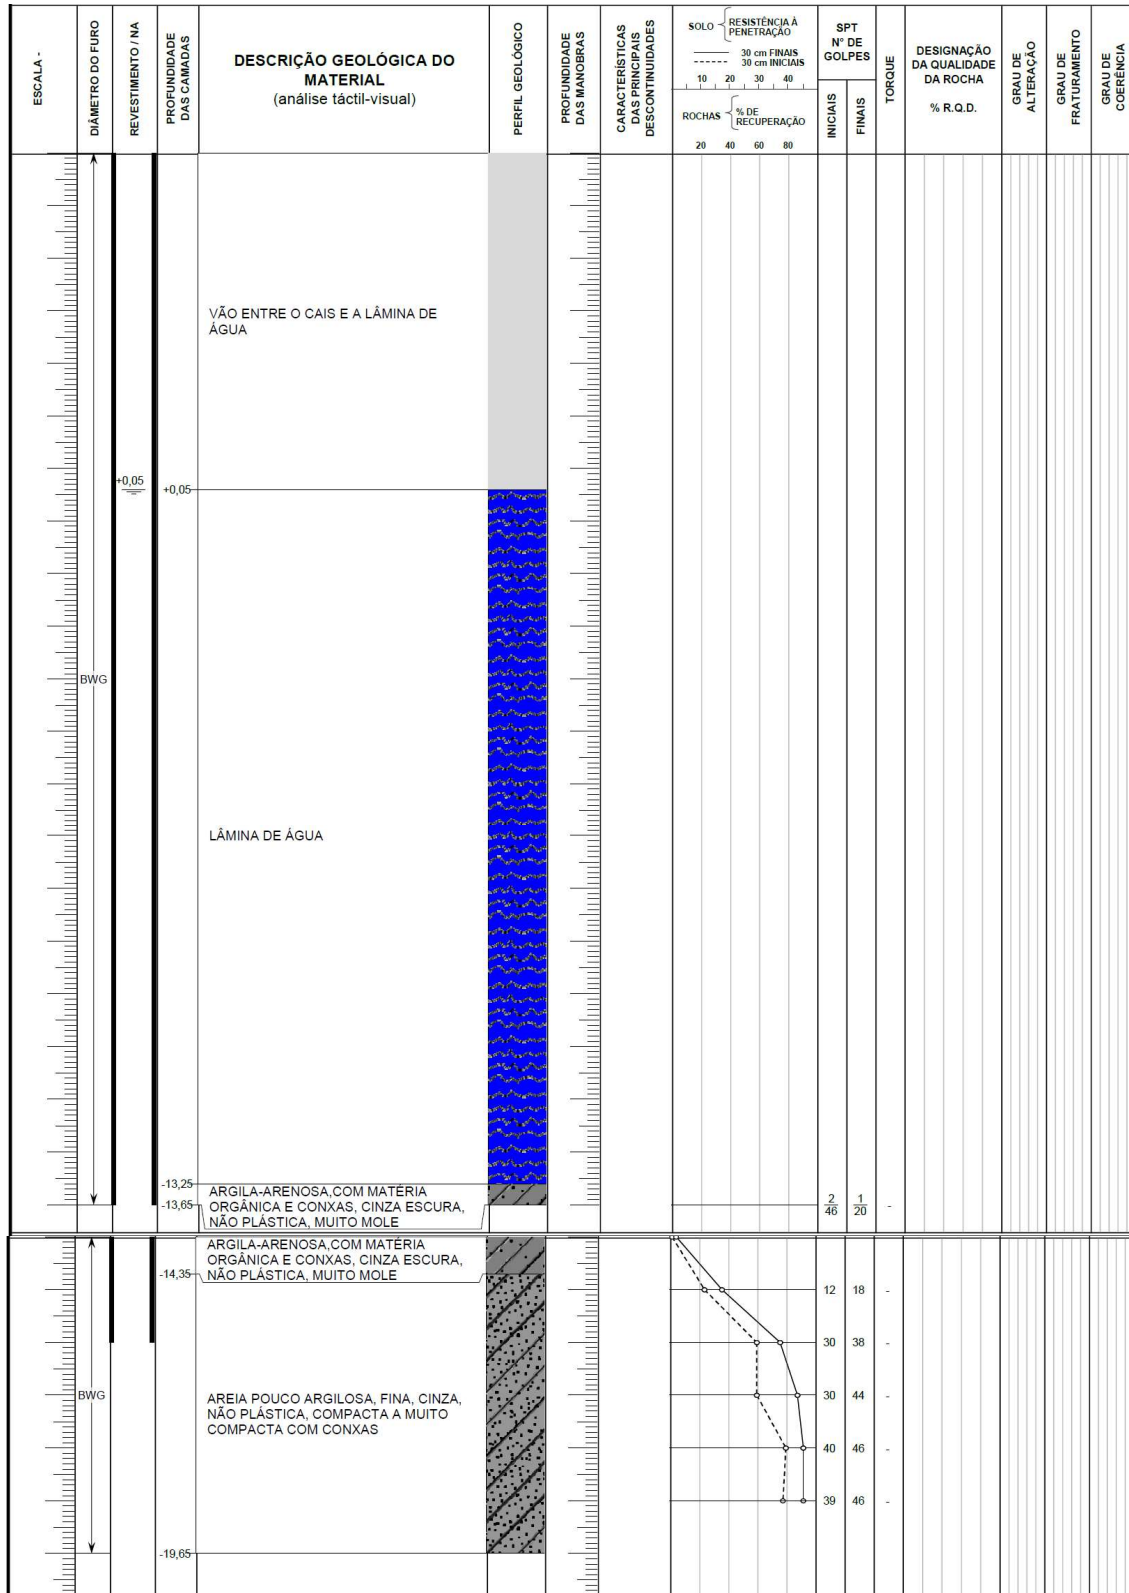 ESCALA -
DIÂMETRO DO FURO
REVESTIMENTO / NA
PROFUNDIDADE
DAS CAMADAS
DESCRIÇÃO GEOLÓGICA DO
MATERIAL
(análise táctil-visual)
PERFIL GEOLÓGICO
PROFUNDIDADE
DAS MANOBRAS
CARACTERÍSTICAS
DAS PRINCIPAIS
DESCONTINUIDADES
SOLO
RESISTÊNCIA À
PENETRAÇÃO
30 cm FINAIS
30 cm INICIAIS
10 20 30 40
ROCHAS
% DE
RECUPERAÇÃO
20 40 60 80
SPT
N° DE
GOLPES
INICIAIS
FINAIS
TORQUE
DESIGNAÇÃO
DA QUALIDADE
DA ROCHA
% R.Q.D.
GRAU DE
ALTERAÇÃO
GRAU DE
FRATURAMENTO
GRAU DE
COERÊNCIA
VÃO ENTRE O CAIS E A LÂMINA DE
ÁGUA
+0,05
+0,05
BWG
LÂMINA DE ÁGUA
-13,25
ARGILA-ARENOSA,COM MATÉRIA
ORGÂNICA E CONXAS, CINZA ESCURA,
NÃO PLÁSTICA, MUITO MOLE
-13,65
2 1
46 20 -
ARGILA-ARENOSA,COM MATÉRIA
ORGÂNICA E CONXAS, CINZA ESCURA,
NÃO PLÁSTICA, MUITO MOLE
-14,35
12 18 -
30 38 -
BWG
AREIA POUCO ARGILOSA, FINA, CINZA,
NÃO PLÁSTICA, COMPACTA A MUITO
COMPACTA COM CONXAS
30 44 -
40 46 -
39 46 -
-19,65